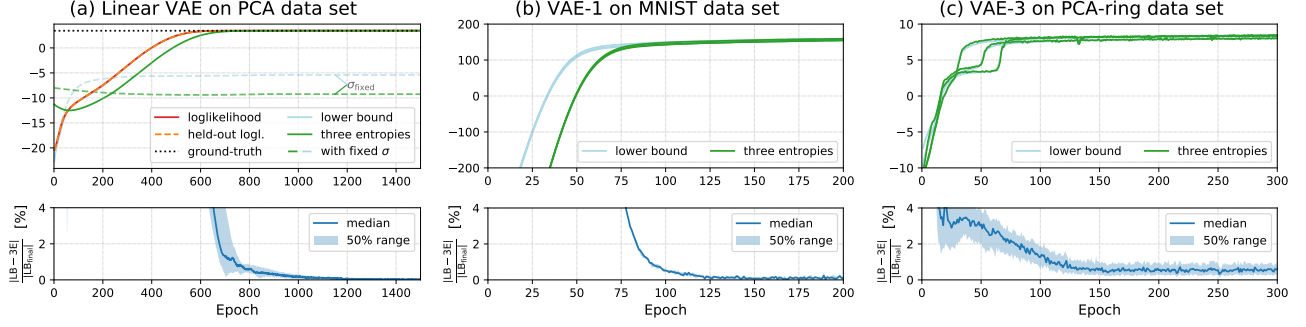 (a) Linear VAE on PCA data set
0
−5
−10
−15
−20
σfixed
loglikelihood
held-out logl.
ground-truth
lower bound
three entropies
with fixed σ
0 200 400 600 800 1000 1200 1400
4
2
0
|LB − 3E|
|LBfinal|
[%]
median
50% range
0 200 400 600 800 1000 1200 1400
Epoch
(b) VAE-1 on MNIST data set
200
100
0
−100
−200
lower bound
three entropies
0 25 50 75 100 125 150 175 200
4
2
0
|LB − 3E|
|LBfinal|
[%]
median
50% range
0 25 50 75 100 125 150 175 200
Epoch
(c) VAE-3 on PCA-ring data set
10
5
0
−5
−10
lower bound
three entropies
0 50 100 150 200 250 300
4
2
0
|LB − 3E|
|LBfinal|
[%]
median
50% range
0 50 100 150 200 250 300
Epoch